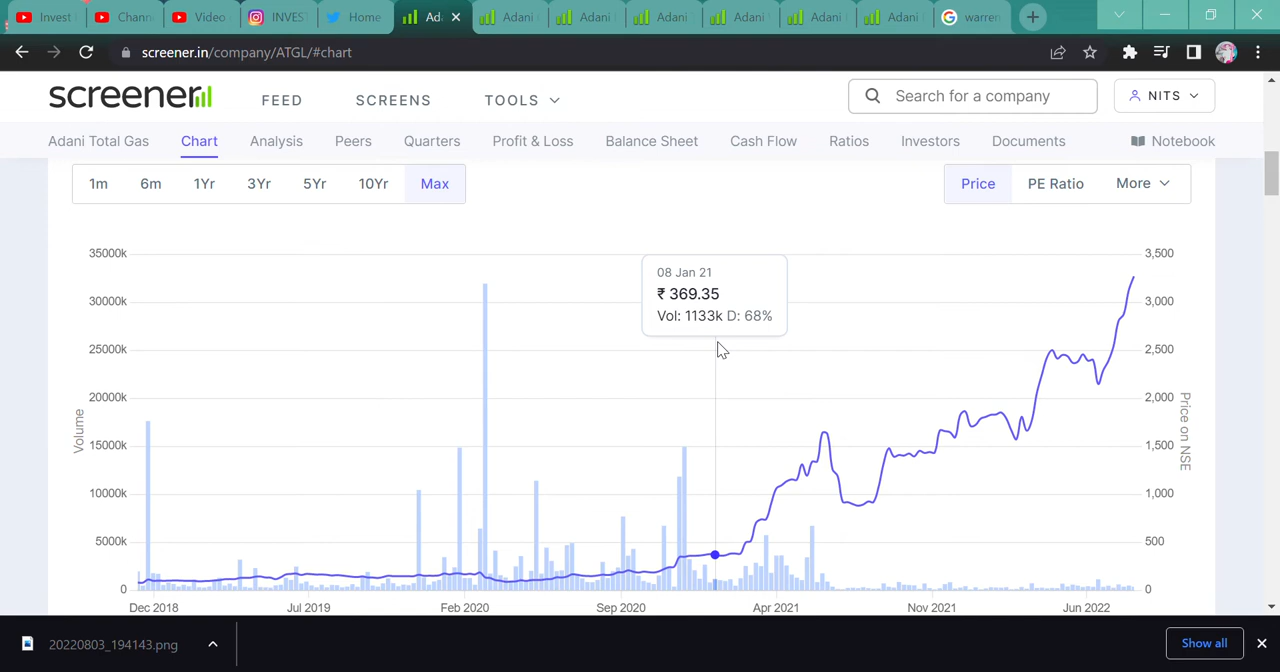 Invest
Chann
Video
INVES
Home
Ad
Adani
Adani
Adani
Adani
Adani
Adani
warren
screener.in/company/ATGL/#chart
screener
FEED
SCREENS
TOOLS
Search for a company
NITS
Adani Total Gas
Chart
Analysis
Peers
Quarters
Profit & Loss
Balance Sheet
Cash Flow
Ratios
Investors
Documents
Notebook
1m
6m
1Yr
3Yr
5Yr
10Yr
Max
Price
PE Ratio
More
35000k
30000k
25000k
20000k
15000k
10000k
5000k
0
Volume
08 Jan 21
₹ 369.35
Vol: 1133k D: 68%
3,500
3,000
2,500
2,000
1,500
1,000
500
0
Price on NSE
Dec 2018
Jul 2019
Feb 2020
Sep 2020
Apr 2021
Nov 2021
Jun 2022
20220803_194143.png
Show all